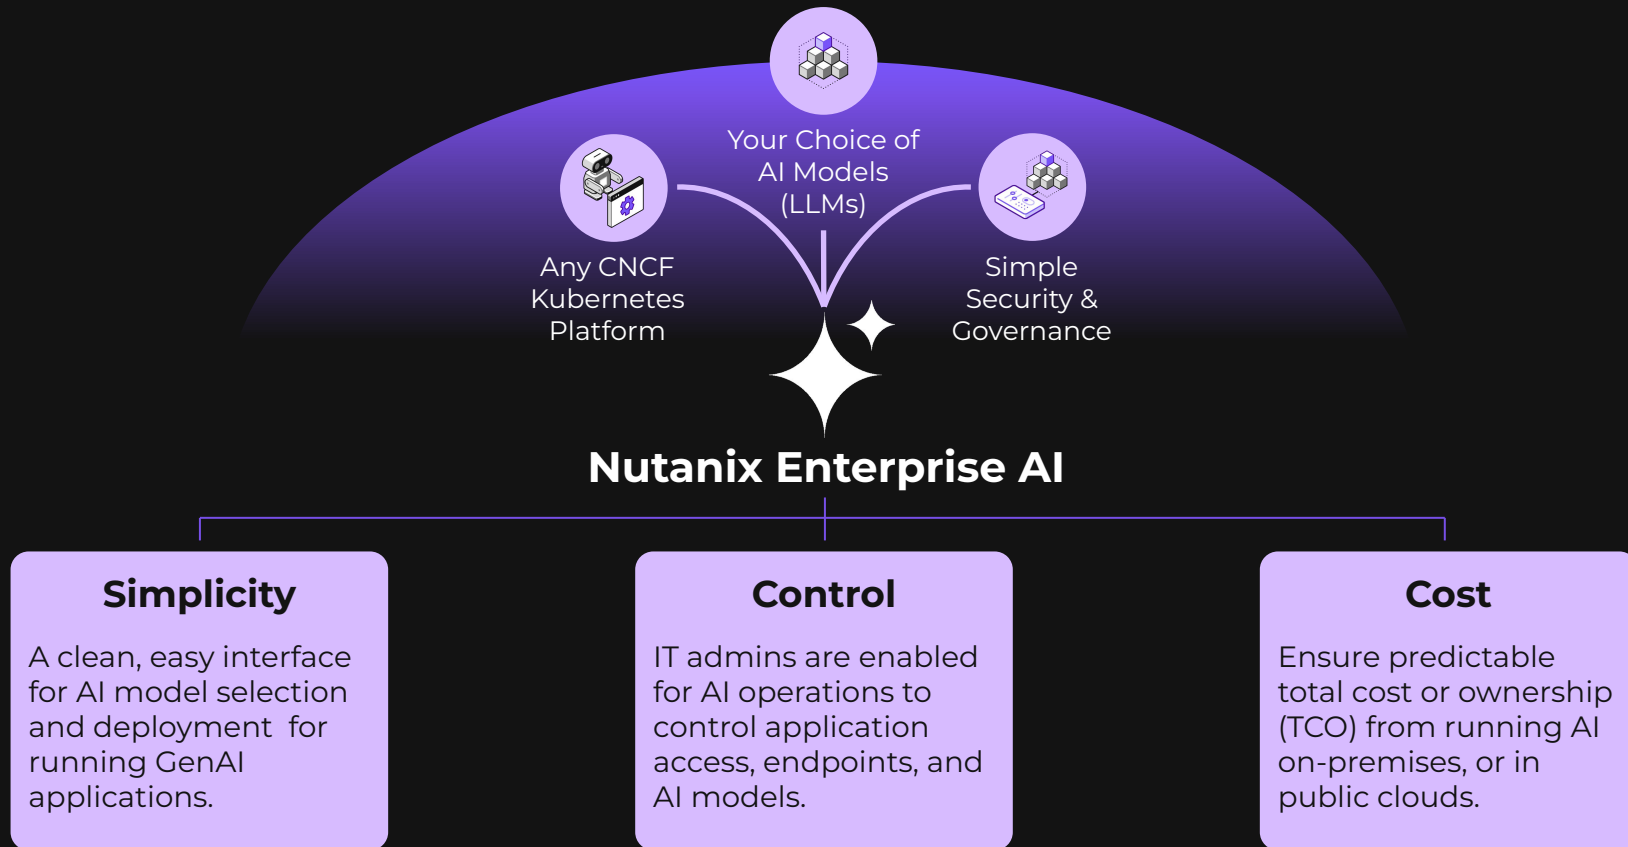 Your Choice of
AI Models
(LLMs)
Any CNCF
Kubernetes
Platform
Simple
Security &
Governance
Nutanix Enterprise AI
Simplicity
A clean, easy interface
for AI model selection
and deployment  for
running GenAI
applications.
Control
IT admins are enabled
for AI operations to
control application
access, endpoints, and
AI models.
Cost
Ensure predictable
total cost or ownership
(TCO) from running AI
on-premises, or in
public clouds.